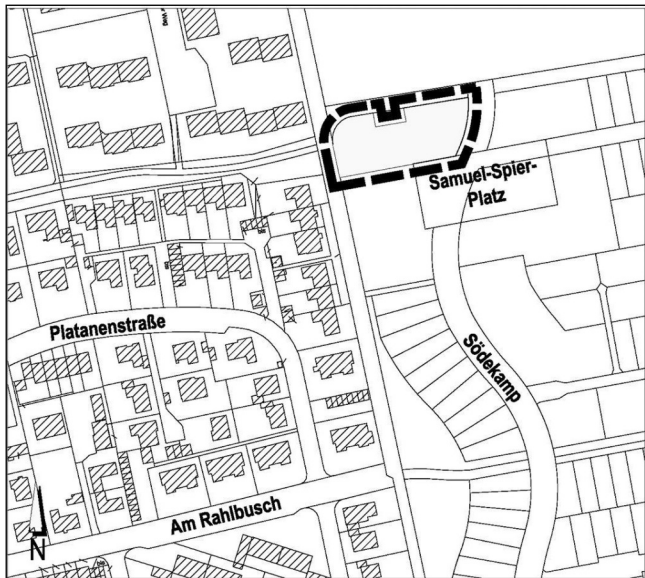 Samuel-Spier-
Platz
Platanenstraße
Södekamp
Am Rahlbusch
N